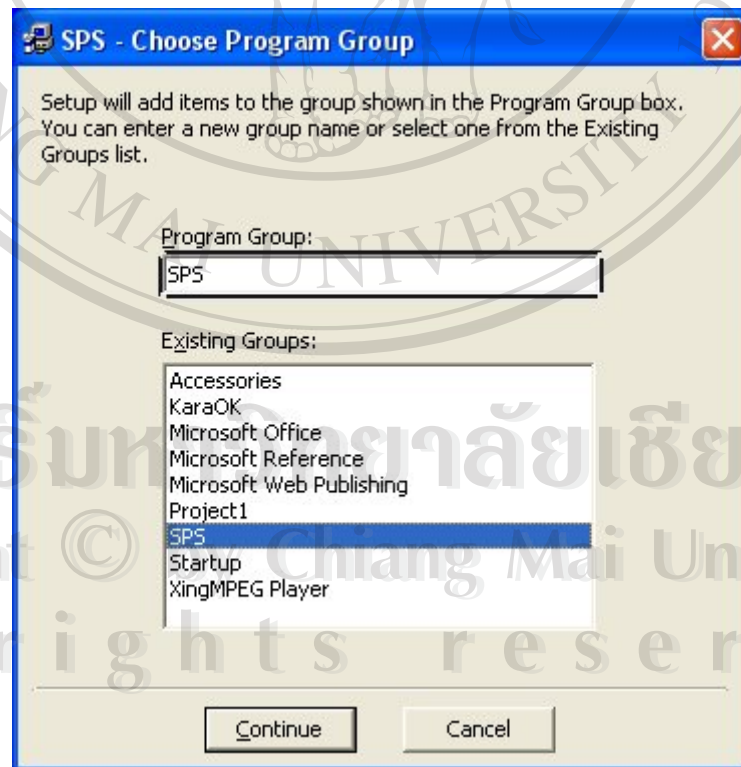 SPS - Choose Program Group
Setup will add items to the group shown in the Program Group box.
You can enter a new group name or select one from the Existing
Groups list.
MAI UNIVERSITY
Program Group:
SPS
Existing Groups:
Accessories
KaraOK
Microsoft Office
Microsoft Reference
Microsoft Web Publishing
Project1
SPS
Startup
XingMPEG Player
by Chiang Mai Un
rights reser
Continue
Cancel